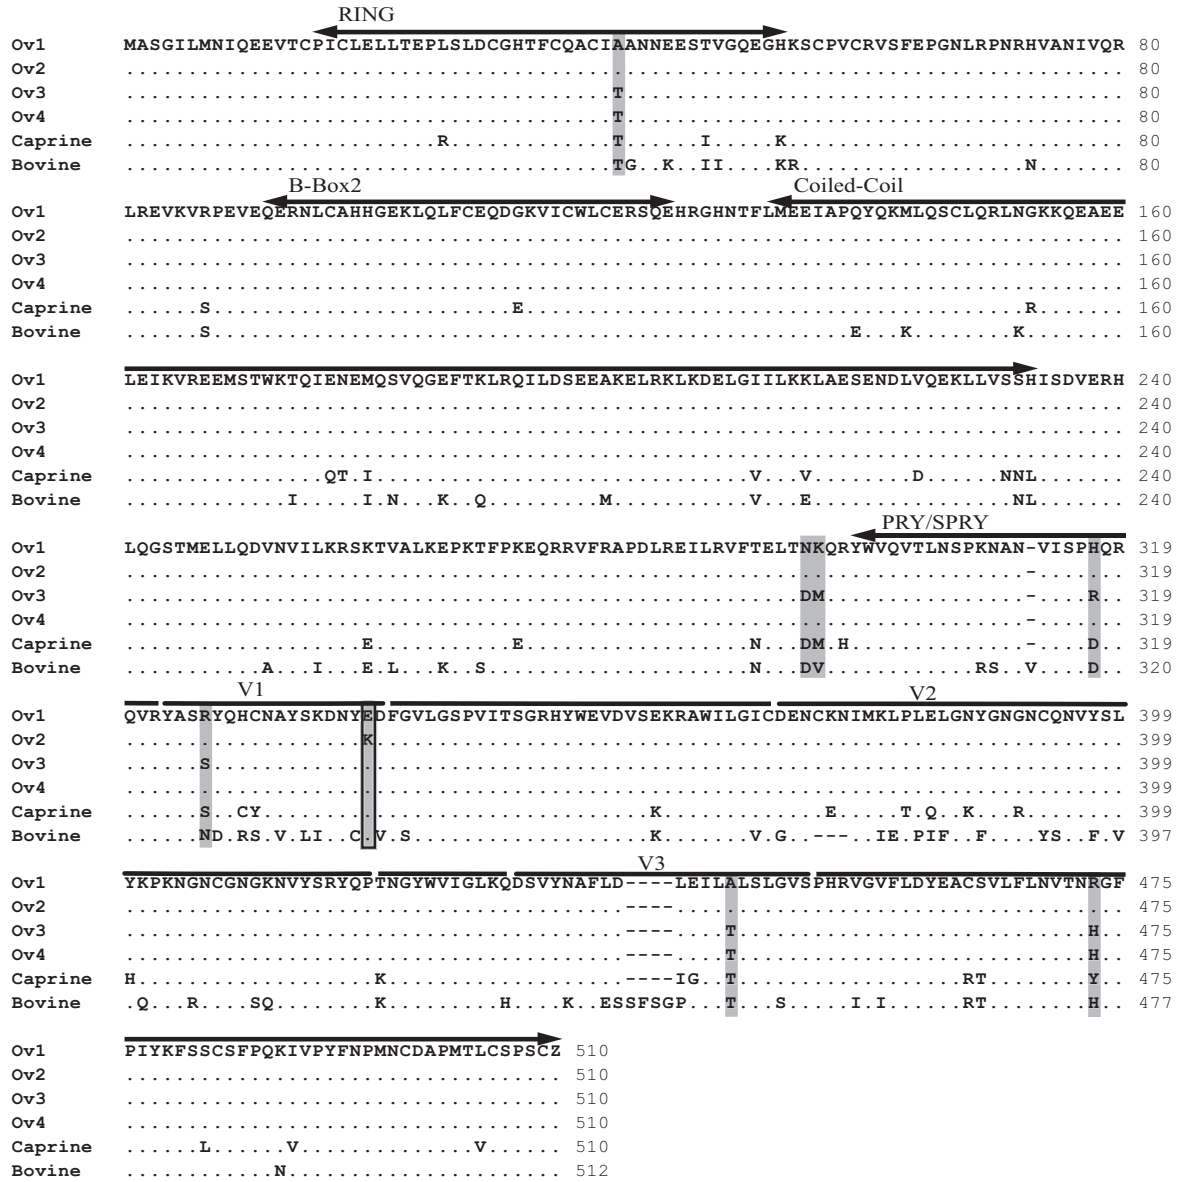 RING
Ov1 MASGILMNIQEEVTCPICLELLTEPLSLDCGHTFCQACIAANNEESTVGQEGHKSCPVCRVSFEPGNLRPNRHVANIVQR 80
Ov2 ................................................................................ 80
Ov3 .......................................T........................................ 80
Ov4 .......................................T........................................ 80
Caprine .........................R.............T......I.....K........................... 80
Bovine .......................................TG..K..II....KR..................N....... 80
B-Box2 Coiled-Coil
Ov1 LREVKVRPEVEQERNLCAHHGEKLQLFCEQDGKVICWLCERSQEHRGHNTFLMEEIAPQYQKMLQSCLQRLNGKKQEAEE 160
Ov2 ................................................................................ 160
Ov3 ................................................................................ 160
Ov4 ................................................................................ 160
Caprine ......S........................E........................................R....... 160
Bovine ......S...................................................E...K........K........ 160
Ov1 LEIKVREEMSTWKTQIENEMQSVQGEFTKLRQILDSEEAKELRKLKDELGIILKKLAESENDLVQEKLLVSSHISDVERH 240
Ov2 ................................................................................ 240
Ov3 ................................................................................ 240
Ov4 ................................................................................ 240
Caprine ................QT.I..............................V...V........D......NNL....... 240
Bovine .............I.....I.N...K..Q.........M...........V...E................NL....... 240
PRY/SPRY
Ov1 LQGSTMELLQDVNVILKRSKTVALKEPKTFPKEQRRVFRAPDLREILRVFTELTNKQRYWVQVTLNSPKNAN-VISPHQR 319
Ov2 ........................................................................-....... 319
Ov3 ......................................................DM................-....R.. 319
Ov4 ........................................................................-....... 319
Caprine ...................E...........E..................N...DM.H..............-....D.. 319
Bovine ...........A...I...E.L...K..S.....................N...DV............RS..V....D.. 320
V1 V2
Ov1 QVRYASRYQHCNAYSKDNYEDFGVLGSPVITSGRHYWEVDVSEKRAWILGICDENCKNIMKLPLELGNYGNGNCQNVYSL 399
Ov2 ...................K............................................................ 399
Ov3 ......S......................................................................... 399
Ov4 ................................................................................ 399
Caprine ......S..CY...............................K.............E.....T.Q..K...R........ 399
Bovine ......ND.RS.V.LI..C.V.S...................K.......V.G..---..IE.PIF..F....YS..F.V 397
V3
Ov1 YKPKNGNCGNGKNVYSRYQPTNGYWVIGLKQDSVYNAFLD----LEILALSLGVSPHRVGVFLDYEACSVLFLNVTNRGF 475
Ov2 ........................................----.................................... 475
Ov3 ........................................----....T............................H.. 475
Ov4 ........................................----....T............................H.. 475
Caprine H...................K...................----IG..T..................RT........Y.. 475
Bovine .Q...R....SQ........K.........H....K..ESSFSGP...T...S.....I.I......RT........H.. 477
Ov1 PIYKFSSCSFPQKIVPYFNPMNCDAPMTLCSPSCZ 510
Ov2 ................................... 510
Ov3 ................................... 510
Ov4 ................................... 510
Caprine ......L......V..............V...... 510
Bovine ............N...................... 512